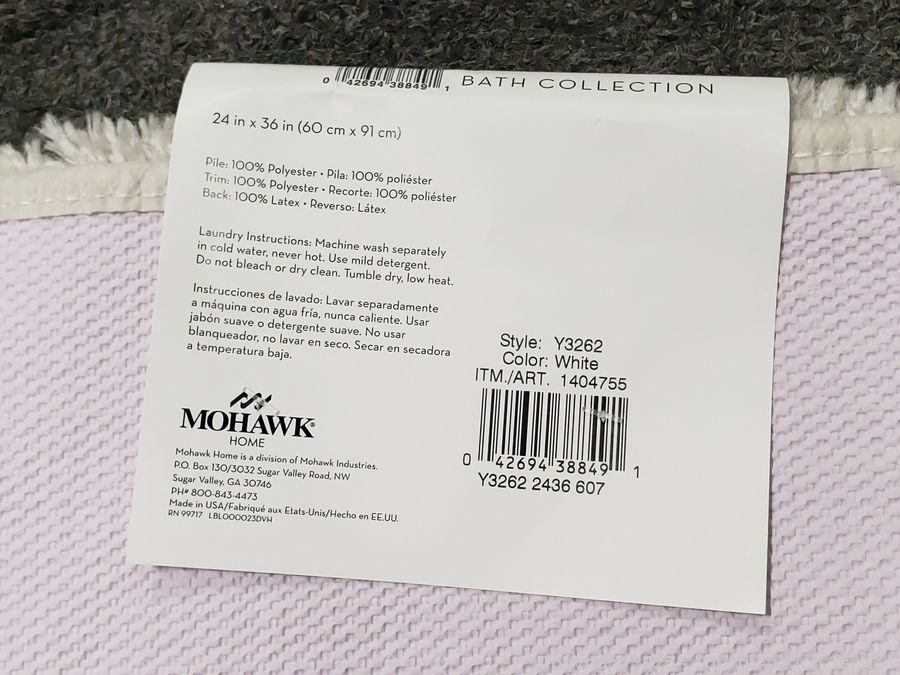 0 42694 38849 1 BATH COLLECTION
24 in x 36 in (60 cm x 91 cm)
Pile: 100% Polyester • Pila: 100% poliéster
Trim: 100% Polyester • Recorte: 100% poliéster
Back: 100% Latex • Reverso: Látex
Laundry Instructions: Machine wash separately
in cold water, never hot. Use mild detergent.
Do not bleach or dry clean. Tumble dry, low heat.
Instrucciones de lavado: Lavar separadamente
a máquina con agua fría, nunca caliente. Usar
jabón suave o detergente suave. No usar
blanqueador, no lavar en seco. Secar en secadora
a temperatura baja.
MOHAWK®
HOME
Mohawk Home is a division of Mohawk Industries.
P.O. Box 130/3032 Sugar Valley Road, NW
Sugar Valley, GA 30746
PH# 800-843-4473
Made in USA/Fabriqué aux Etats-Unis/Hecho en EE.UU.
RN 99717 LBL000023DVH
Style: Y3262
Color: White
ITM./ART. 1404755
0 42694 38849 1
Y3262 2436 607